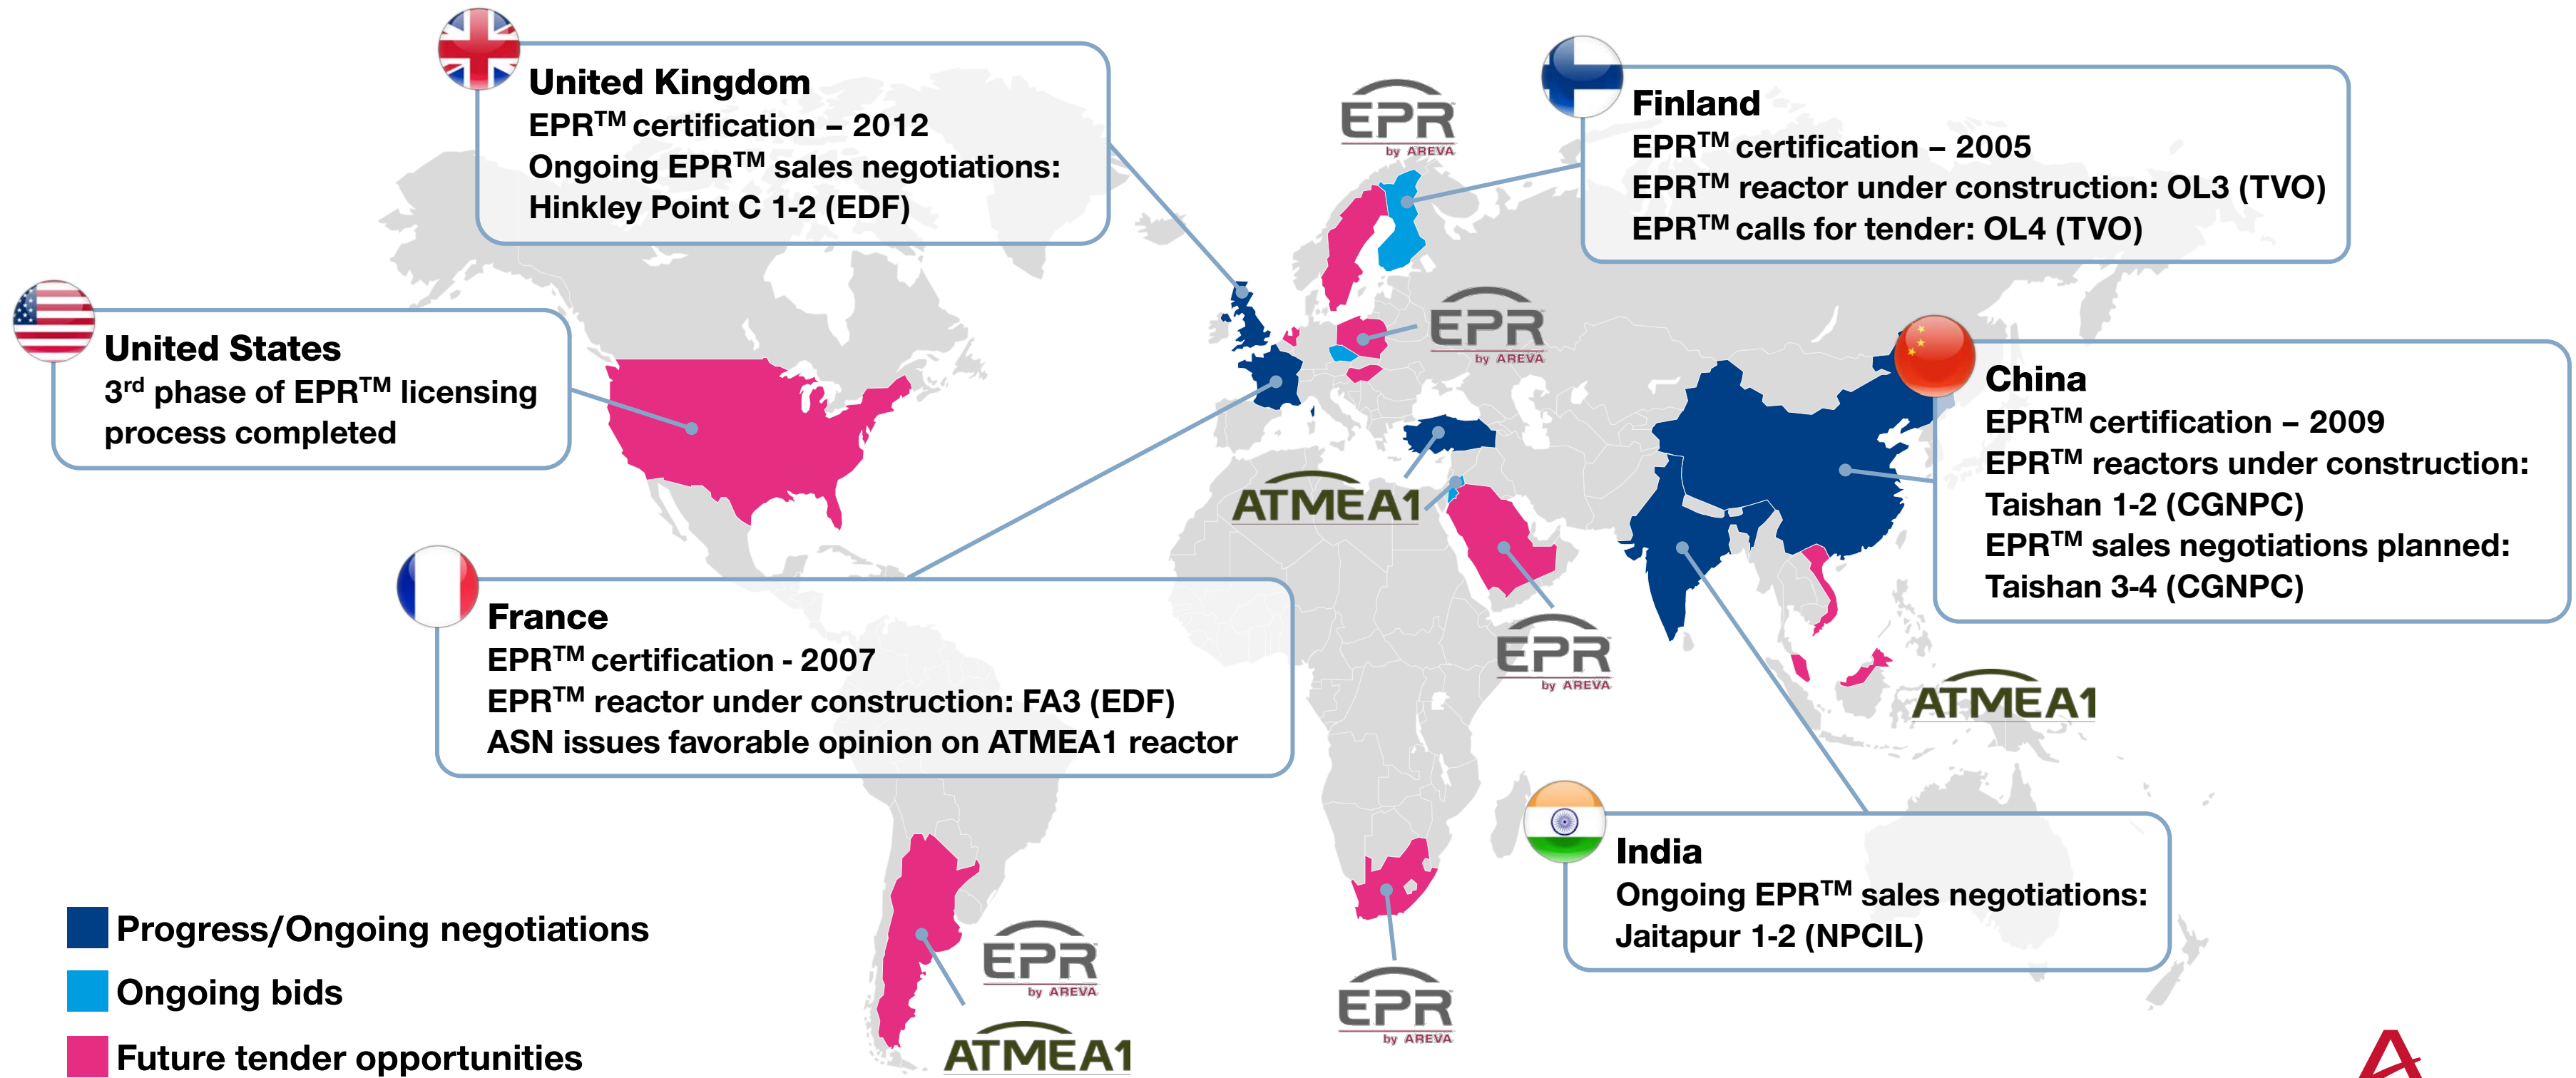 United Kingdom
EPR™ certification – 2012
Ongoing EPR™ sales negotiations:
Hinkley Point C 1-2 (EDF)
EPR
by AREVA
Finland
EPR™ certification – 2005
EPR™ reactor under construction: OL3 (TVO)
EPR™ calls for tender: OL4 (TVO)
United States
3rd phase of EPR™ licensing
process completed
EPR
by AREVA
China
EPR™ certification – 2009
EPR™ reactors under construction:
Taishan 1-2 (CGNPC)
EPR™ sales negotiations planned:
Taishan 3-4 (CGNPC)
ATMEA1
France
EPR™ certification - 2007
EPR™ reactor under construction: FA3 (EDF)
ASN issues favorable opinion on ATMEA1 reactor
EPR
by AREVA
ATMEA1
India
Ongoing EPR™ sales negotiations:
Jaitapur 1-2 (NPCIL)
EPR
by AREVA
ATMEA1
EPR
by AREVA
Progress/Ongoing negotiations
Ongoing bids
Future tender opportunities